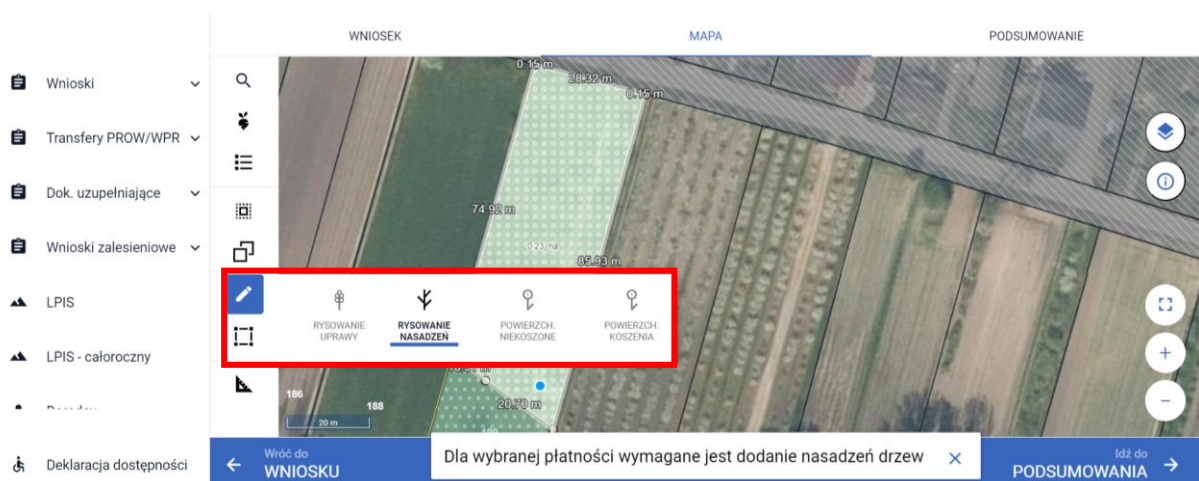 WNIOSEK
MAPA
PODSUMOWANIE
Wnioski
Transfery PROW/WPR
Dok. uzupełniające
Wnioski zalesieniowe
LPIS
LPIS - całoroczny
Deklaracja dostępności
0.15 m
28.32 m
0.15 m
74.92 m
0.23 ha
85.93 m
RYSOWANIE
UPRAWY
RYSOWANIE
NASADZEŃ
POWIERZCH.
NIEKOSZONE
POWIERZCH.
KOSZENIA
20.70 m
186
188
20 m
Wróć do
WNIOSKU
Dla wybranej płatności wymagane jest dodanie nasadzeń drzew
Idź do
PODSUMOWANIA